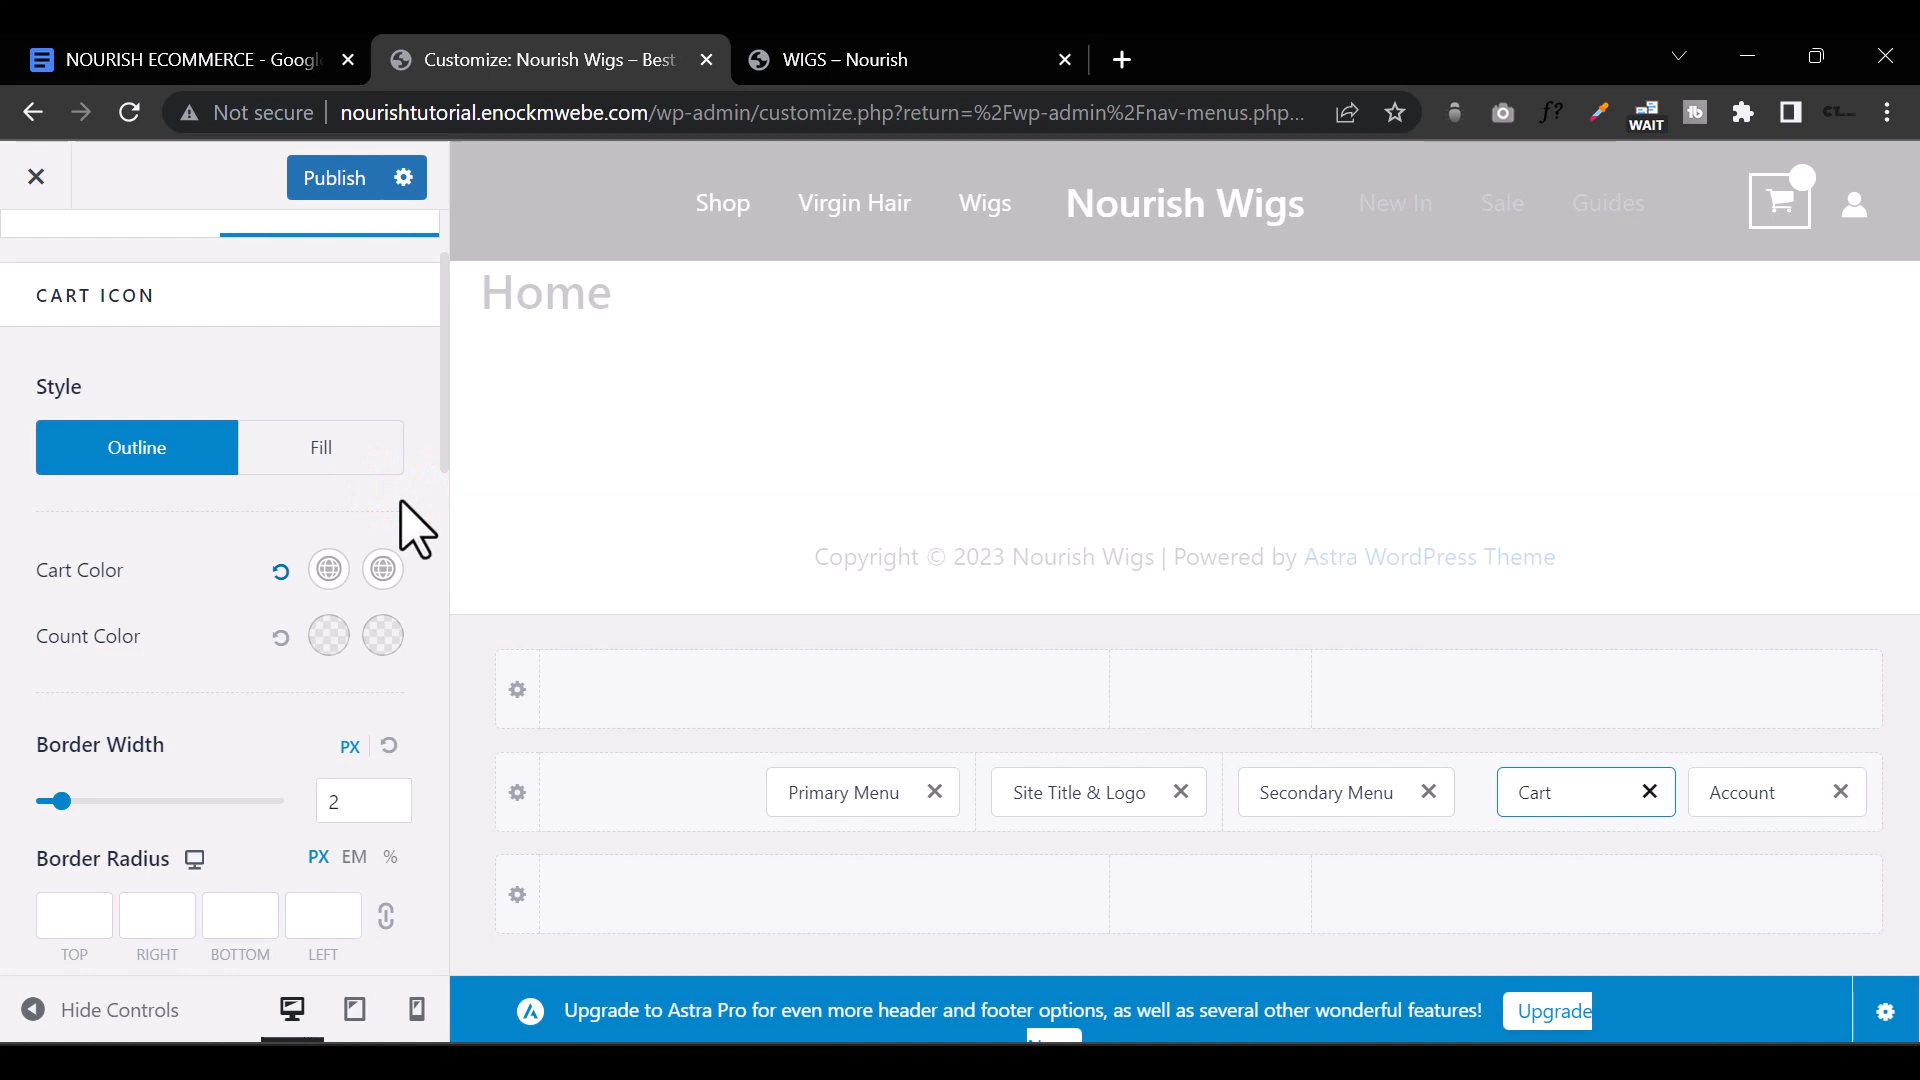 NOURISH ECOMMERCE - Googl
Customize: Nourish Wigs – Best
WIGS – Nourish
Not secure
nourishtutorial.enockmwebe.com/wp-admin/customize.php?return=%2Fwp-admin%2Fnav-menus.php...
f?
WAIT
tb
Publish
Shop
Virgin Hair
Wigs
Nourish Wigs
New In
Sale
Guides
Home
CART ICON
Style
Outline
Fill
Cart Color
Count Color
Copyright © 2023 Nourish Wigs | Powered by Astra WordPress Theme
Border Width
PX
2
Border Radius
PX EM %
TOP
RIGHT
BOTTOM
LEFT
Primary Menu
Site Title & Logo
Secondary Menu
Cart
Account
Hide Controls
Upgrade to Astra Pro for even more header and footer options, as well as several other wonderful features!
Upgrade